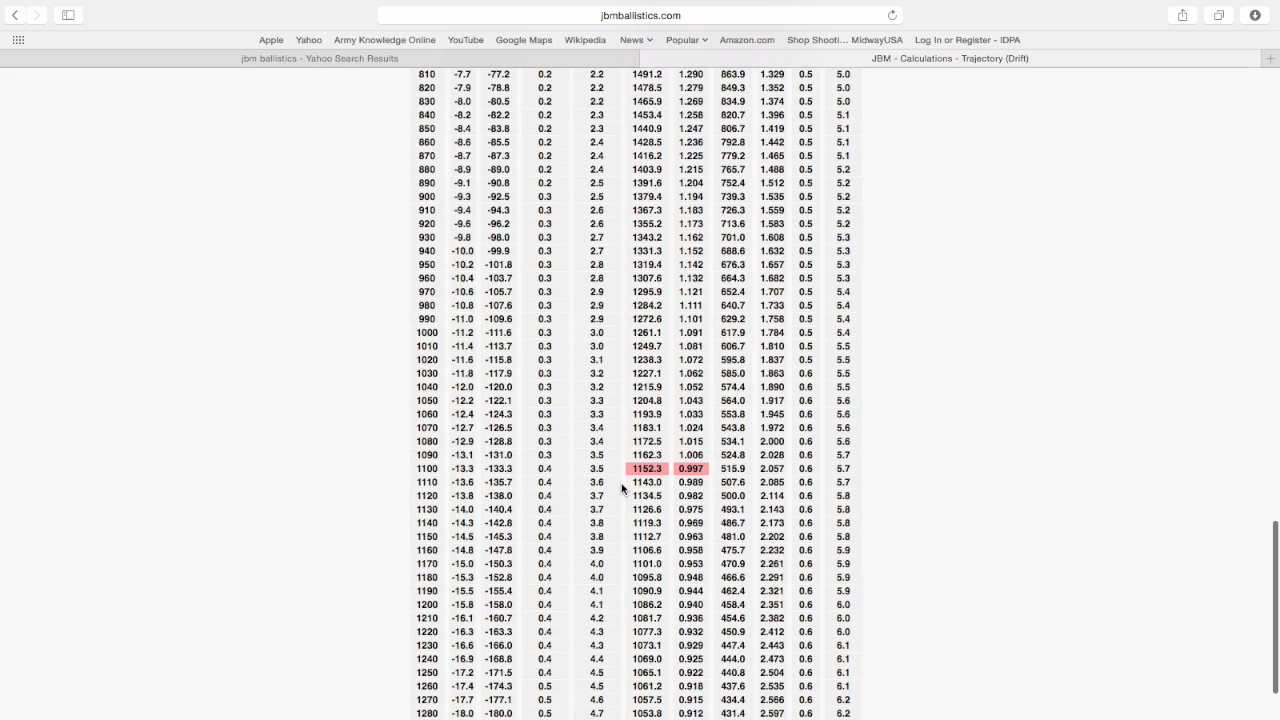 jbmballistics.com
Apple Yahoo Army Knowledge Online YouTube Google Maps Wikipedia News Popular Amazon.com Shop Shooti... MidwayUSA Log In or Register - IDPA
jbm ballistics - Yahoo Search Results JBM - Calculations - Trajectory (Drift)
810 -7.7 -77.2 0.2 2.2 1491.2 1.290 863.9 1.329 0.5 5.0
820 -7.9 -78.8 0.2 2.2 1478.5 1.279 849.3 1.352 0.5 5.0
830 -8.0 -80.5 0.2 2.2 1465.9 1.269 834.9 1.374 0.5 5.0
840 -8.2 -82.2 0.2 2.3 1453.4 1.258 820.7 1.396 0.5 5.1
850 -8.4 -83.8 0.2 2.3 1440.9 1.247 806.7 1.419 0.5 5.1
860 -8.6 -85.5 0.2 2.4 1428.5 1.236 792.8 1.442 0.5 5.1
870 -8.7 -87.3 0.2 2.4 1416.2 1.225 779.2 1.465 0.5 5.1
880 -8.9 -89.0 0.2 2.4 1403.9 1.215 765.7 1.488 0.5 5.2
890 -9.1 -90.8 0.2 2.5 1391.6 1.204 752.4 1.512 0.5 5.2
900 -9.3 -92.5 0.3 2.5 1379.4 1.194 739.3 1.535 0.5 5.2
910 -9.4 -94.3 0.3 2.6 1367.3 1.183 726.3 1.559 0.5 5.2
920 -9.6 -96.2 0.3 2.6 1355.2 1.173 713.6 1.583 0.5 5.2
930 -9.8 -98.0 0.3 2.7 1343.2 1.162 701.0 1.608 0.5 5.3
940 -10.0 -99.9 0.3 2.7 1331.3 1.152 688.6 1.632 0.5 5.3
950 -10.2 -101.8 0.3 2.8 1319.4 1.142 676.3 1.657 0.5 5.3
960 -10.4 -103.7 0.3 2.8 1307.6 1.132 664.3 1.682 0.5 5.3
970 -10.6 -105.7 0.3 2.9 1295.9 1.121 652.4 1.707 0.5 5.4
980 -10.8 -107.6 0.3 2.9 1284.2 1.111 640.7 1.733 0.5 5.4
990 -11.0 -109.6 0.3 2.9 1272.6 1.101 629.2 1.758 0.5 5.4
1000 -11.2 -111.6 0.3 3.0 1261.1 1.091 617.9 1.784 0.5 5.4
1010 -11.4 -113.7 0.3 3.0 1249.7 1.081 606.7 1.810 0.5 5.5
1020 -11.6 -115.8 0.3 3.1 1238.3 1.072 595.8 1.837 0.5 5.5
1030 -11.8 -117.9 0.3 3.2 1227.1 1.062 585.0 1.863 0.6 5.5
1040 -12.0 -120.0 0.3 3.2 1215.9 1.052 574.4 1.890 0.6 5.5
1050 -12.2 -122.1 0.3 3.3 1204.8 1.043 564.0 1.917 0.6 5.6
1060 -12.4 -124.3 0.3 3.3 1193.9 1.033 553.8 1.945 0.6 5.6
1070 -12.7 -126.5 0.3 3.4 1183.1 1.024 543.8 1.972 0.6 5.6
1080 -12.9 -128.8 0.3 3.4 1172.5 1.015 534.1 2.000 0.6 5.6
1090 -13.1 -131.0 0.3 3.5 1162.3 1.006 524.8 2.028 0.6 5.7
1100 -13.3 -133.3 0.4 3.5 1152.3 0.997 515.9 2.057 0.6 5.7
1110 -13.6 -135.7 0.4 3.6 1143.0 0.989 507.6 2.085 0.6 5.7
1120 -13.8 -138.0 0.4 3.7 1134.5 0.982 500.0 2.114 0.6 5.8
1130 -14.0 -140.4 0.4 3.7 1126.6 0.975 493.1 2.143 0.6 5.8
1140 -14.3 -142.8 0.4 3.8 1119.3 0.969 486.7 2.173 0.6 5.8
1150 -14.5 -145.3 0.4 3.8 1112.7 0.963 481.0 2.202 0.6 5.8
1160 -14.8 -147.8 0.4 3.9 1106.6 0.958 475.7 2.232 0.6 5.9
1170 -15.0 -150.3 0.4 4.0 1101.0 0.953 470.9 2.261 0.6 5.9
1180 -15.3 -152.8 0.4 4.0 1095.8 0.948 466.6 2.291 0.6 5.9
1190 -15.5 -155.4 0.4 4.1 1090.9 0.944 462.4 2.321 0.6 5.9
1200 -15.8 -158.0 0.4 4.1 1086.2 0.940 458.4 2.351 0.6 6.0
1210 -16.1 -160.7 0.4 4.2 1081.7 0.936 454.6 2.382 0.6 6.0
1220 -16.3 -163.3 0.4 4.3 1077.3 0.932 450.9 2.412 0.6 6.0
1230 -16.6 -166.0 0.4 4.3 1073.1 0.929 447.4 2.443 0.6 6.1
1240 -16.9 -168.8 0.4 4.4 1069.0 0.925 444.0 2.473 0.6 6.1
1250 -17.2 -171.5 0.4 4.5 1065.1 0.922 440.8 2.504 0.6 6.1
1260 -17.4 -174.3 0.5 4.5 1061.2 0.918 437.6 2.535 0.6 6.1
1270 -17.7 -177.1 0.5 4.6 1057.5 0.915 434.4 2.566 0.6 6.2
1280 -18.0 -180.0 0.5 4.7 1053.8 0.912 431.4 2.597 0.6 6.2